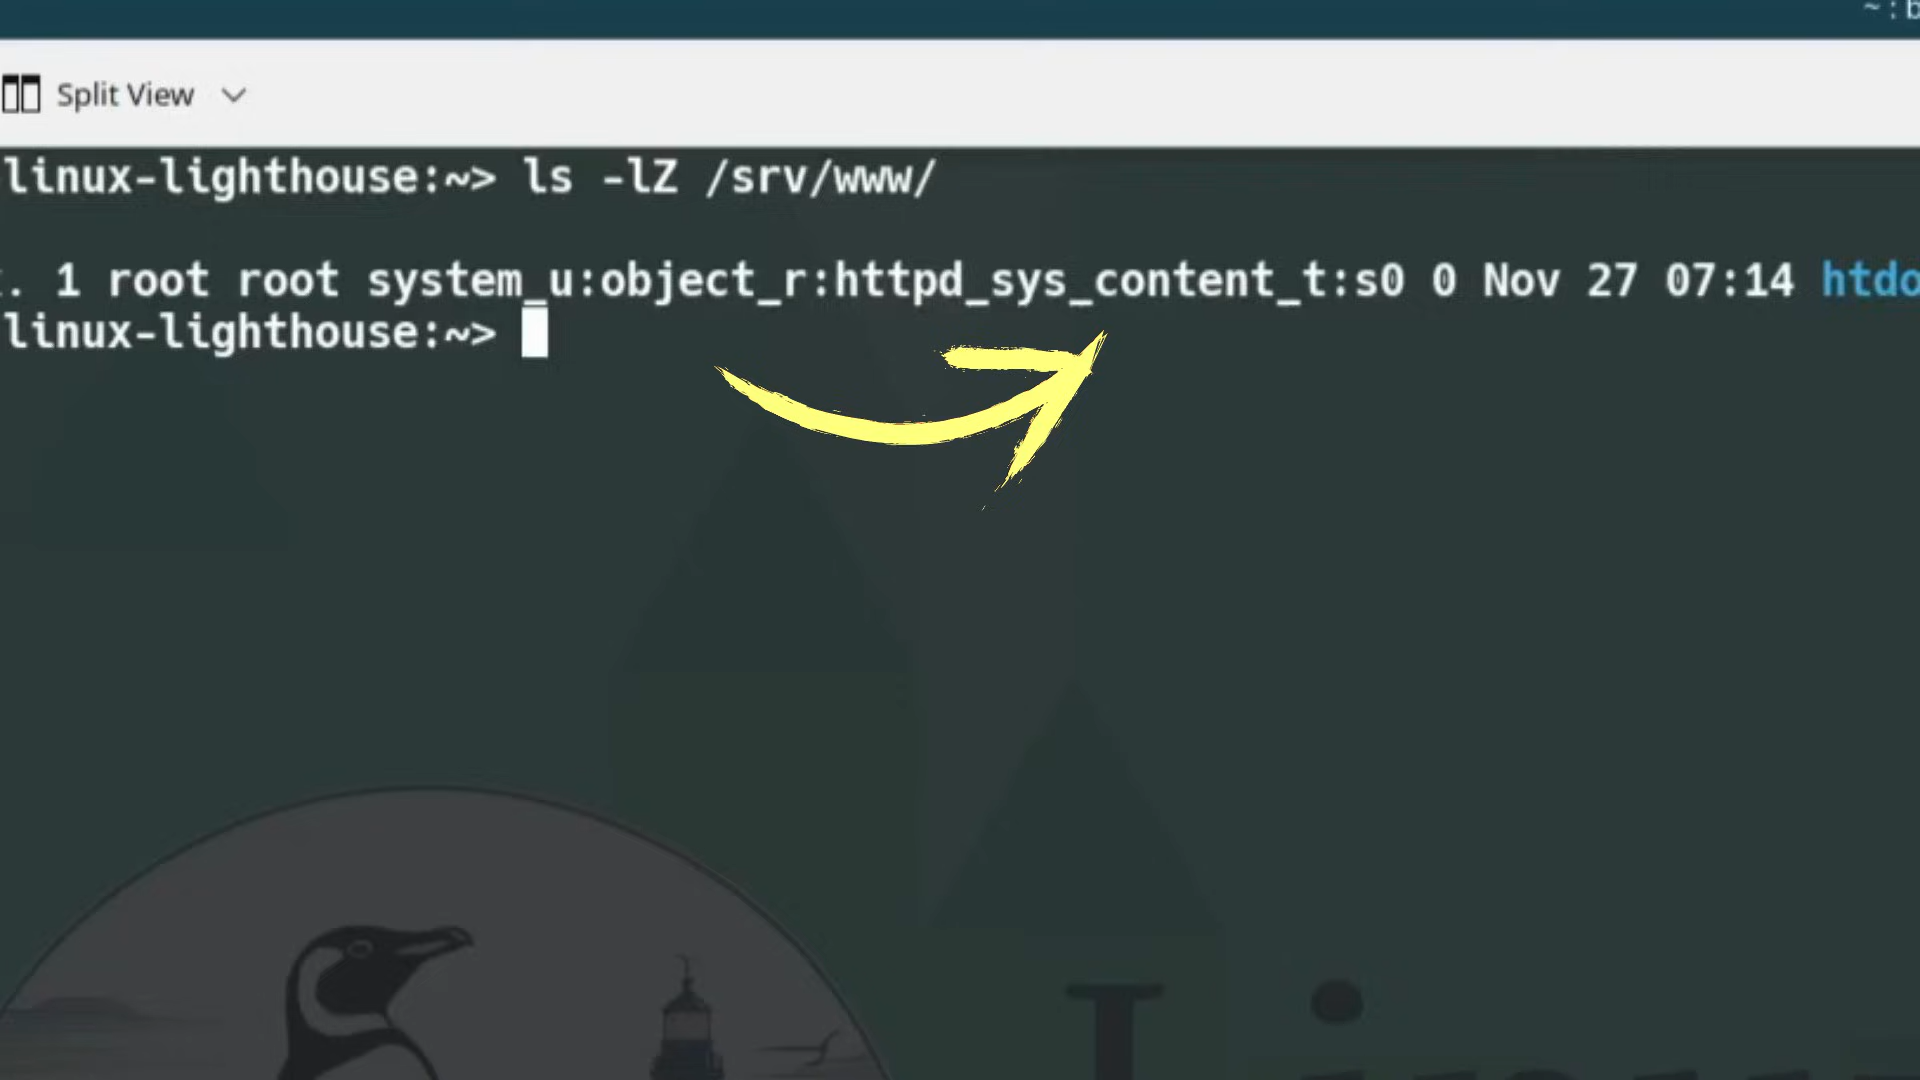 ~ : b
Split View
linux-lighthouse:~> ls -lZ /srv/www/
. 1 root root system_u:object_r:httpd_sys_content_t:s0 0 Nov 27 07:14 htdo
linux-lighthouse:~>